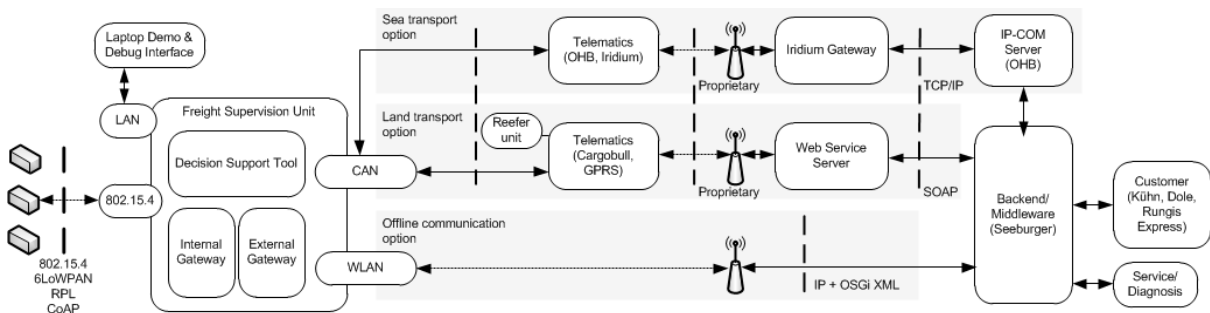 Laptop Demo &
Debug Interface
LAN
Freight Supervision Unit
Decision Support Tool
Internal
Gateway
External
Gateway
802.15.4
802.15.4
6LoWPAN
RPL
CoAP
CAN
WLAN
Sea transport
option
Telematics
(OHB, Iridium)
Proprietary
Iridium Gateway
TCP/IP
IP-COM
Server
(OHB)
Land transport
option
Reefer
unit
Telematics
(Cargobull,
GPRS)
Proprietary
Web Service
Server
SOAP
Offline communication
option
IP + OSGi XML
Backend/
Middleware
(Seeburger)
Customer
(Kühn, Dole,
Rungis
Express)
Service/
Diagnosis